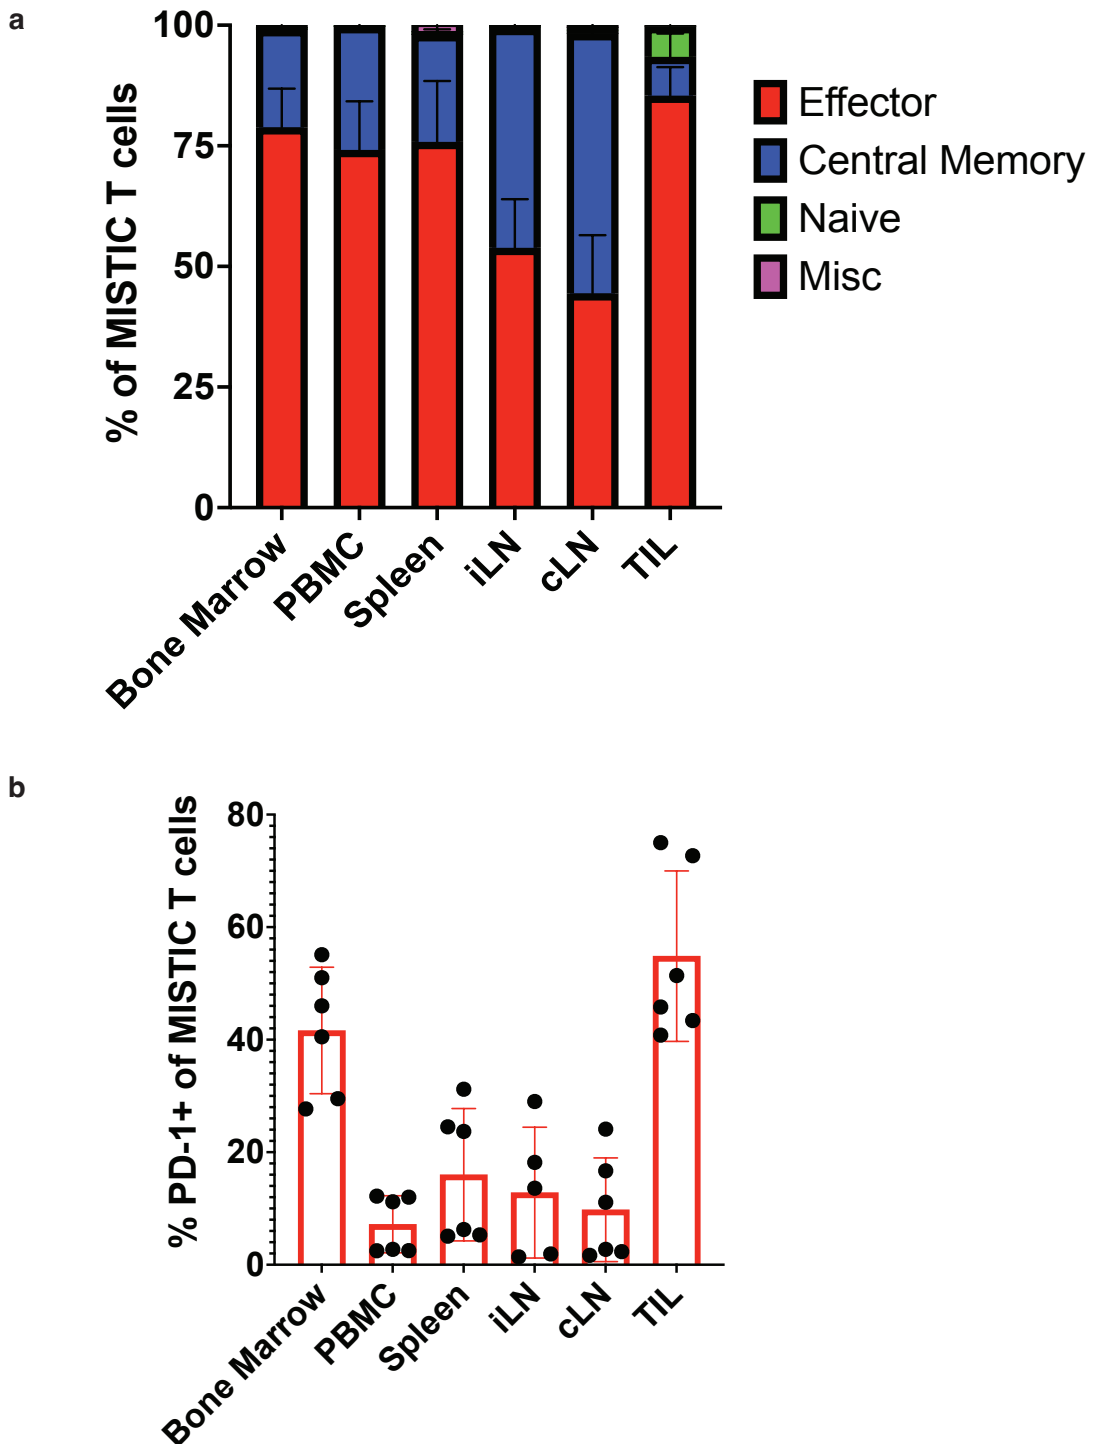 a
% of MISTIC T cells
100
75
50
25
0
Bone Marrow
PBMC
Spleen
iLN
cLN
TIL
Effector
Central Memory
Naive
Misc
b
% PD-1+ of MISTIC T cells
80
60
40
20
0
Bone Marrow
PBMC
Spleen
iLN
cLN
TIL